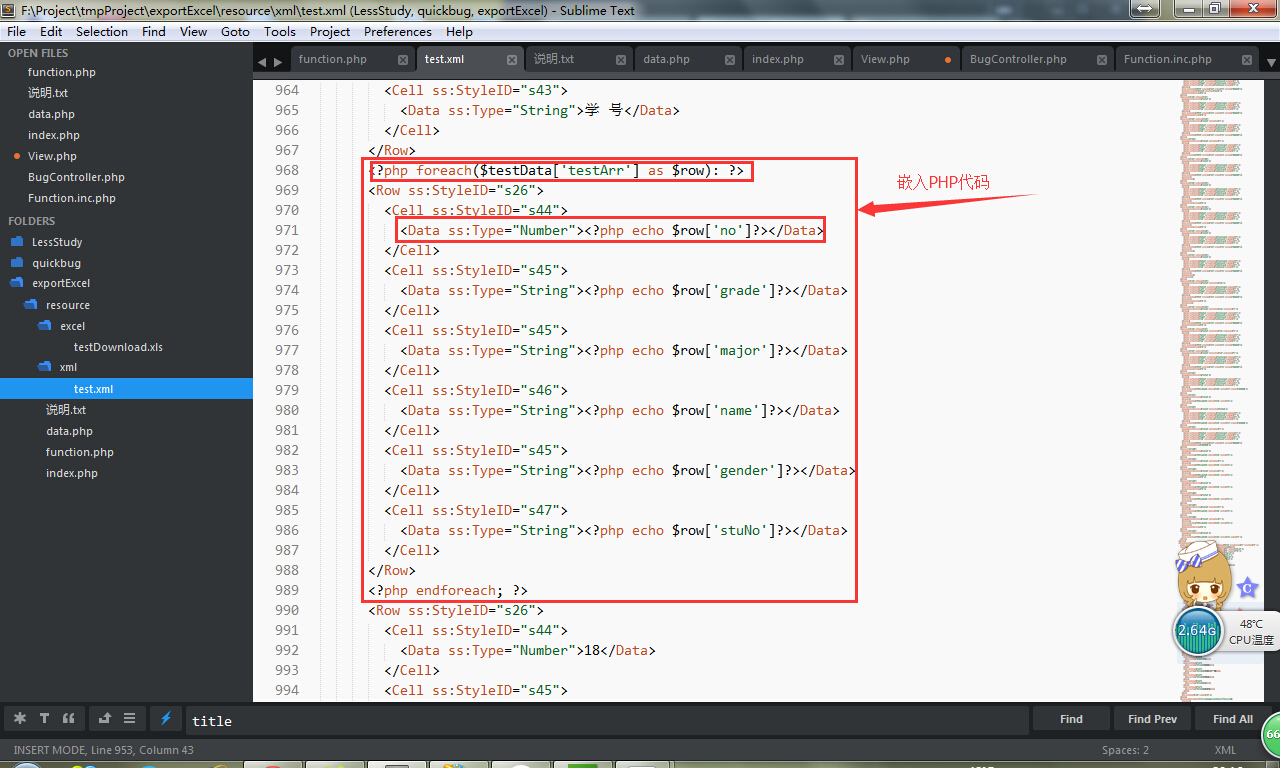 F:\Project\tmpProject\exportExcel\resource\xml\test.xml (LessStudy, quickbug, exportExcel) - Sublime Text
File Edit Selection Find View Goto Tools Project Preferences Help
OPEN FILES
function.php
说明.txt
data.php
index.php
View.php
BugController.php
Function.inc.php
FOLDERS
LessStudy
quickbug
exportExcel
resource
excel
testDownload.xls
xml
test.xml
说明.txt
data.php
function.php
index.php
function.php test.xml 说明.txt data.php index.php View.php BugController.php Function.inc.php
964 <Cell ss:StyleID="s43">
965 <Data ss:Type="String">学 号</Data>
966 </Cell>
967 </Row>
968 <?php foreach($testData['testArr'] as $row): ?>
969 <Row ss:StyleID="s26">
970 <Cell ss:StyleID="s44">
971 <Data ss:Type="Number"><?php echo $row['no']?></Data>
972 </Cell>
973 <Cell ss:StyleID="s45">
974 <Data ss:Type="String"><?php echo $row['grade']?></Data>
975 </Cell>
976 <Cell ss:StyleID="s45">
977 <Data ss:Type="String"><?php echo $row['major']?></Data>
978 </Cell>
979 <Cell ss:StyleID="s46">
980 <Data ss:Type="String"><?php echo $row['name']?></Data>
981 </Cell>
982 <Cell ss:StyleID="s45">
983 <Data ss:Type="String"><?php echo $row['gender']?></Data>
984 </Cell>
985 <Cell ss:StyleID="s47">
986 <Data ss:Type="String"><?php echo $row['stuNo']?></Data>
987 </Cell>
988 </Row>
989 <?php endforeach; ?>
990 <Row ss:StyleID="s26">
991 <Cell ss:StyleID="s44">
992 <Data ss:Type="Number">18</Data>
993 </Cell>
994 <Cell ss:StyleID="s45">
嵌入PHP代码
2.64G
48℃
CPU温度
66
title
Find Find Prev Find All
INSERT MODE, Line 953, Column 43 Spaces: 2 XML